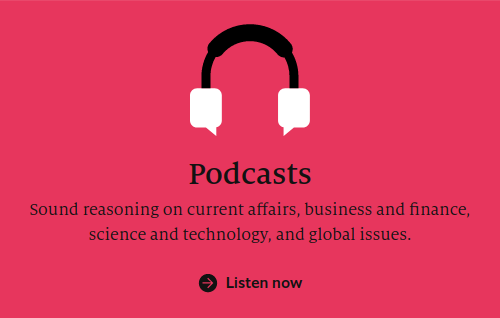 Podcasts
Sound reasoning on current affairs, business and finance,
science and technology, and global issues.
Listen now